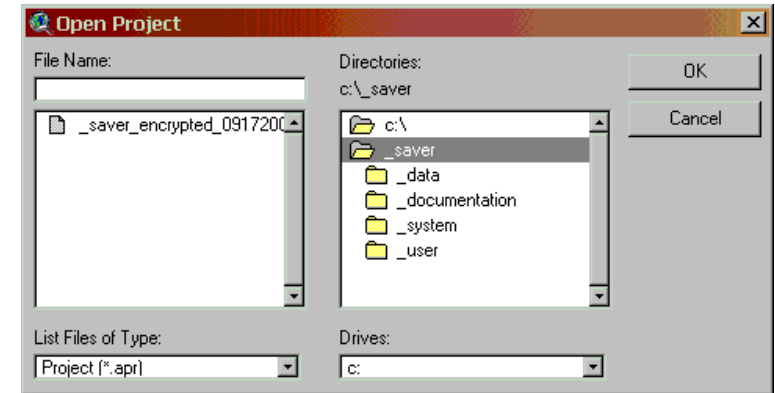 Open Project
File Name:
_saver_encrypted_091720
Directories:
c:\_saver
c:\
_saver
_data
_documentation
_system
_user
OK
Cancel
List Files of Type:
Project (*.apr)
Drives:
c: